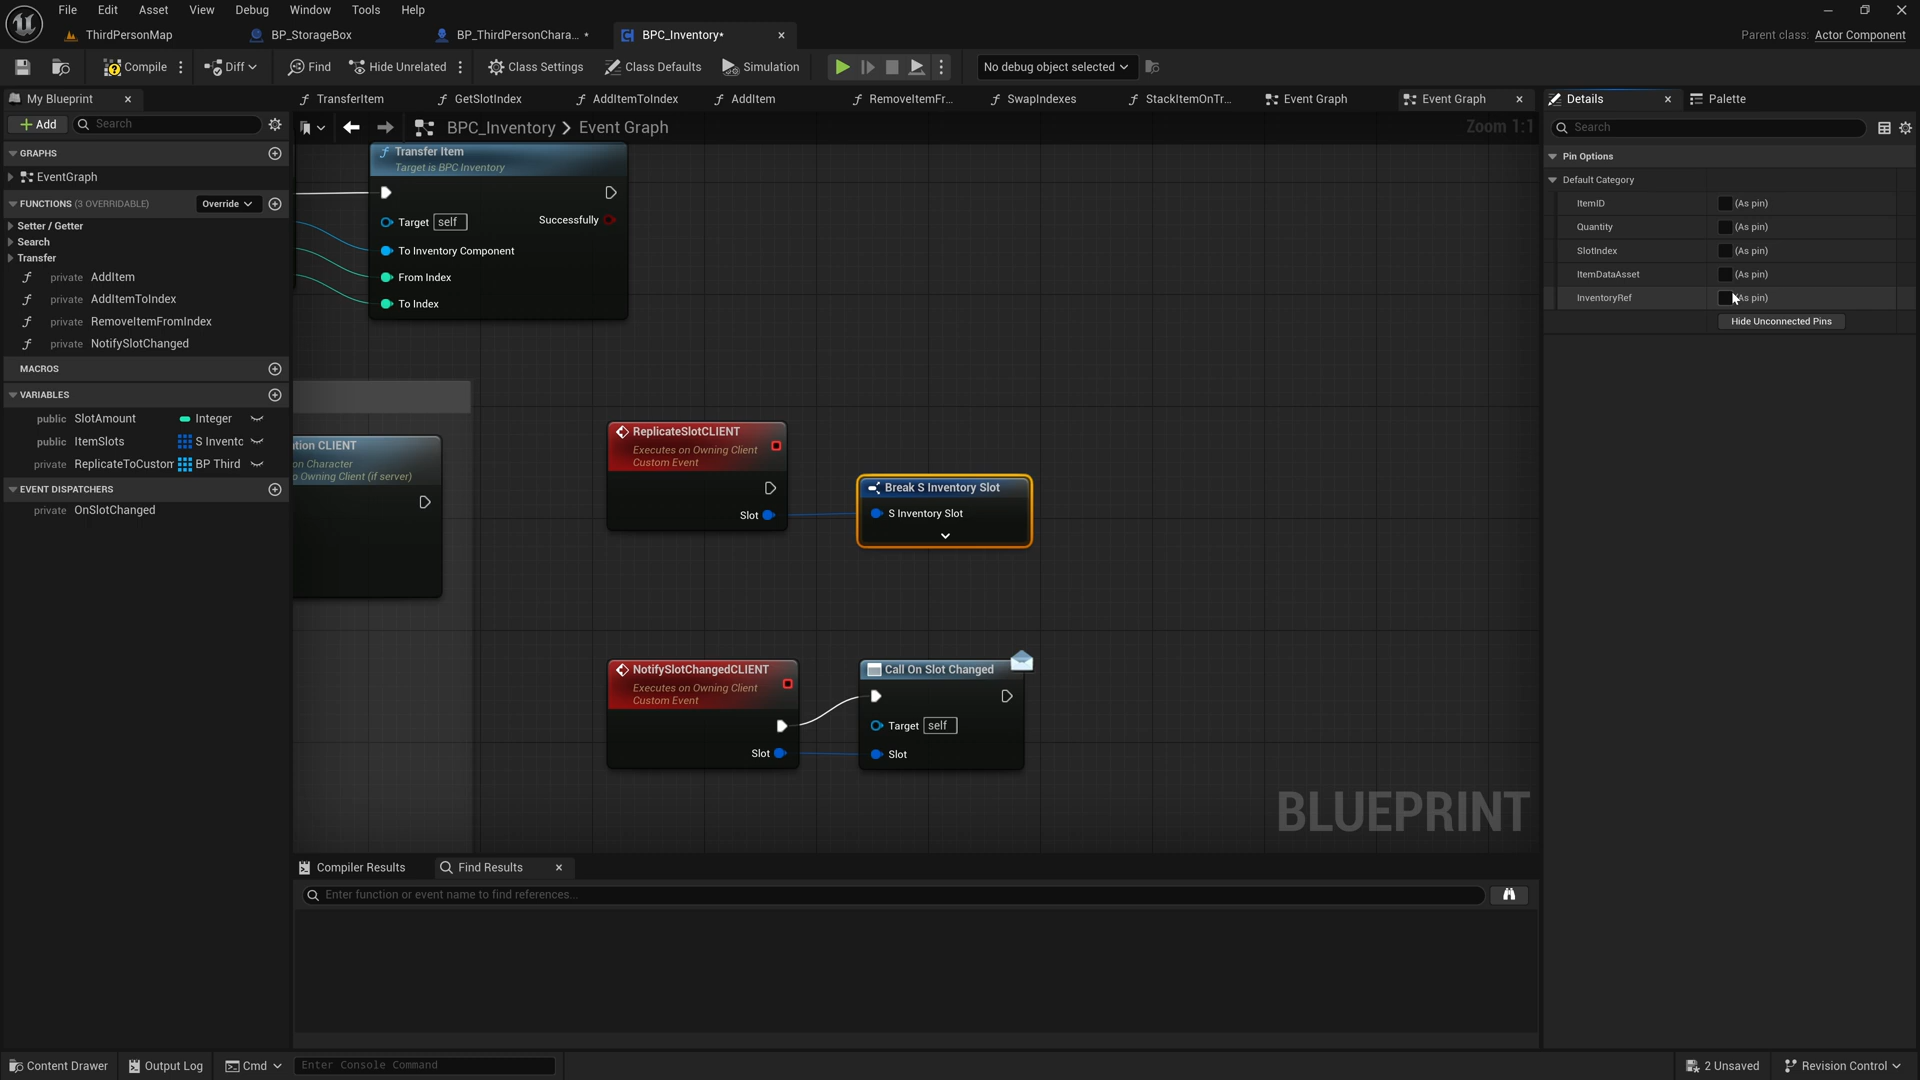 File Edit Asset View Debug Window Tools Help
ThirdPersonMap BP_StorageBox BP_ThirdPersonChara... * BPC_Inventory* Parent class: Actor Component
Compile Diff Find Hide Unrelated Class Settings Class Defaults Simulation No debug object selected
My Blueprint TransferItem GetSlotIndex AddItemToIndex AddItem RemoveItemFr... SwapIndexes StackItemOnTr... Event Graph Event Graph Details Palette
Add Search BPC_Inventory > Event Graph Zoom 1:1 Search
GRAPHS
EventGraph
FUNCTIONS (3 OVERRIDABLE) Override
Setter / Getter
Search
Transfer
private AddItem
private AddItemToIndex
private RemoveItemFromIndex
private NotifySlotChanged
MACROS
VARIABLES
public SlotAmount Integer
public ItemSlots S Invento
private ReplicateToCustom BP Third
EVENT DISPATCHERS
private OnSlotChanged
Transfer Item
Target is BPC Inventory
Target self Successfully
To Inventory Component
From Index
To Index
tion CLIENT
on Character
o Owning Client (if server)
ReplicateSlotCLIENT
Executes on Owning Client
Custom Event
Slot
Break S Inventory Slot
S Inventory Slot
NotifySlotChangedCLIENT
Executes on Owning Client
Custom Event
Slot
Call On Slot Changed
Target self
Slot
BLUEPRINT
Pin Options
Default Category
ItemID (As pin)
Quantity (As pin)
SlotIndex (As pin)
ItemDataAsset (As pin)
InventoryRef (As pin)
Hide Unconnected Pins
Compiler Results Find Results
Enter function or event name to find references...
Content Drawer Output Log Cmd Enter Console Command 2 Unsaved Revision Control